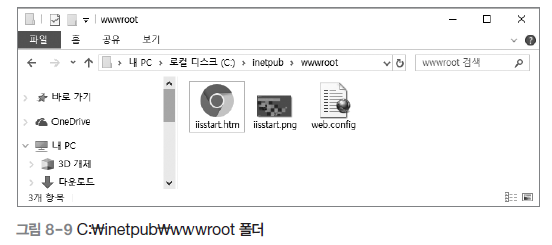 wwwroot
파일 홈 공유 보기
내 PC > 로컬 디스크 (C:) > inetpub > wwwroot
wwwroot 검색
바로 가기
OneDrive
내 PC
3D 개체
다운로드
iisstart.htm iisstart.png web.config
3개 항목
그림 8-9 C:₩inetpub₩wwwroot 폴더